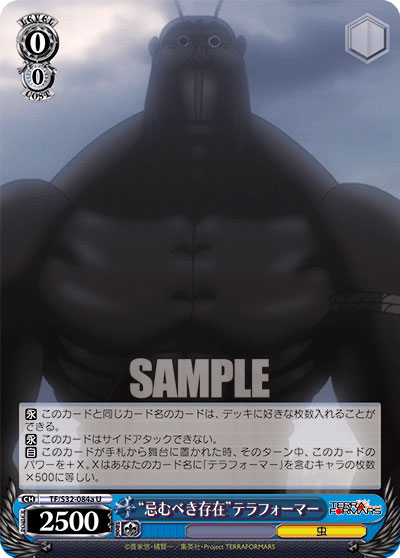 LEVEL
0
0
COST
SAMPLE
永 このカードと同じカード名のカードは、デッキに好きな枚数入れることが
できる。
永 このカードはサイドアタックできない。
自 このカードが手札から舞台に置かれた時、そのターン中、このカードの
パワーを+X。Xはあなたのカード名に「テラフォーマー」を含むキャラの枚数
×500に等しい。
CH TF/S32-084a U
POWER 2500
“忌むべき存在”テラフォーマー
TERRAFORMARS
虫
©貴家悠・橘賢一/集英社・Project TERRAFORMARS